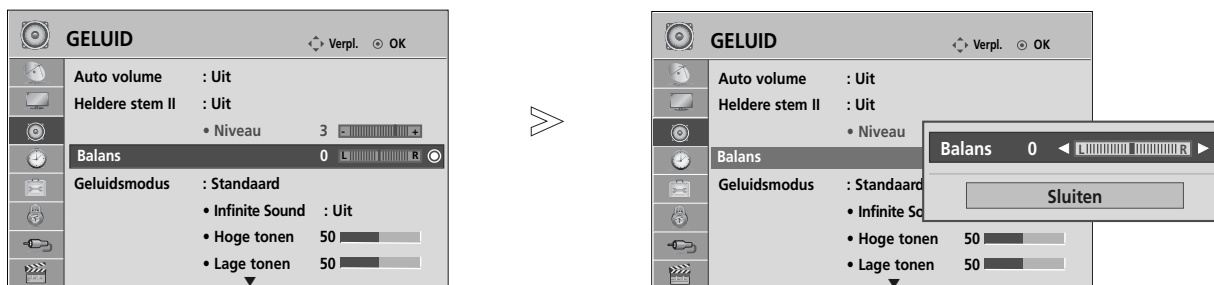 GELUID Verpl. OK
Auto volume : Uit
Heldere stem II : Uit
• Niveau 3 - +
Balans 0 L R
Geluidsmodus : Standaard
• Infinite Sound : Uit
• Hoge tonen 50
• Lage tonen 50
GELUID Verpl. OK
Auto volume : Uit
Heldere stem II : Uit
• Niveau
Balans
Geluidsmodus : Standaard
• Infinite So
• Hoge tonen 50
• Lage tonen 50
Balans 0 L R
Sluiten